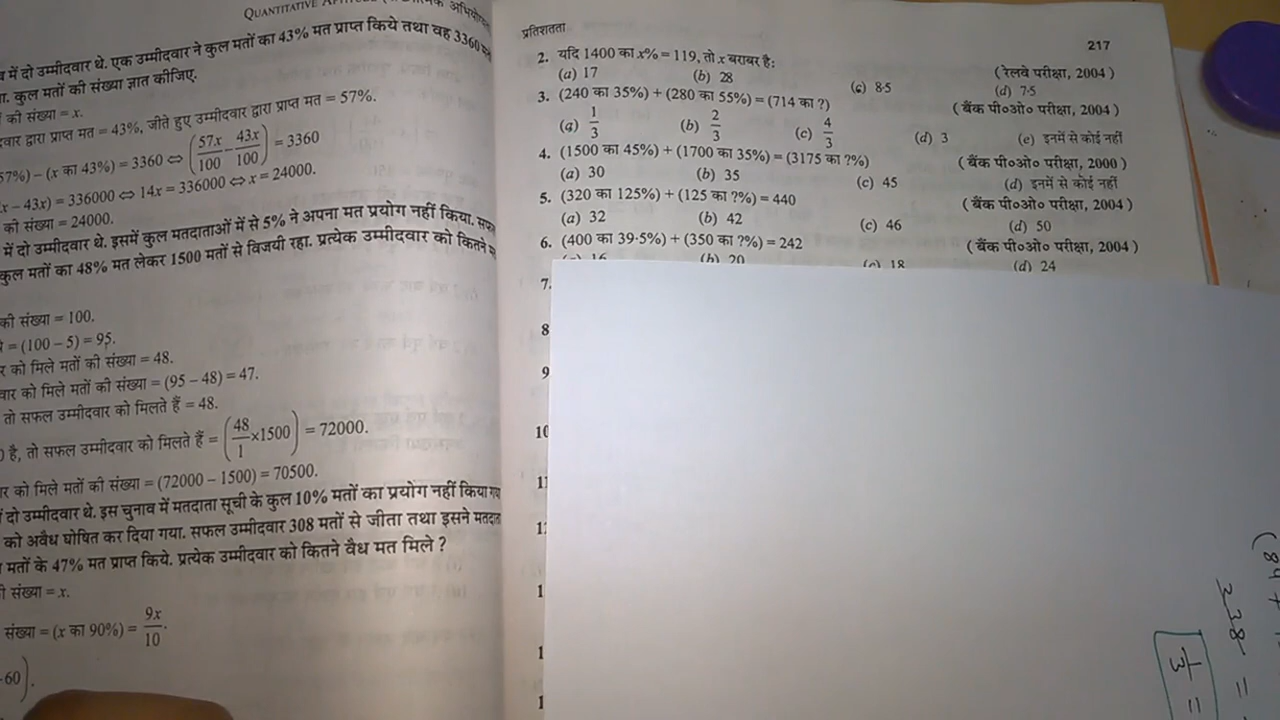 QUANTITATIVE
में दो उम्मीदवार थे. एक उम्मीदवार ने कुल मतों का 43% मत प्राप्त किये तथा वह 3360
कुल मतों की संख्या ज्ञात कीजिए.
की संख्या = x.
द्वारा प्राप्त मत = 43%, जीते हुए उम्मीदवार द्वारा प्राप्त मत = 57%.
57%) – (x का 43%) = 3360 ⇔ (57x/100 – 43x/100) = 3360
x – 43x) = 336000 ⇔ 14x = 336000 ⇔ x = 24000.
की संख्या = 24000.
में दो उम्मीदवार थे. इसमें कुल मतदाताओं में से 5% ने अपना मत प्रयोग नहीं किया.
कुल मतों का 48% मत लेकर 1500 मतों से विजयी रहा. प्रत्येक उम्मीदवार को कितने
की संख्या = 100.
= (100 – 5) = 95.
को मिले मतों की संख्या = 48.
को मिले मतों की संख्या = (95 – 48) = 47.
तो सफल उम्मीदवार को मिलते हैं = 48.
है, तो सफल उम्मीदवार को मिलते हैं = (48/1 ×1500) = 72000.
को मिले मतों की संख्या = (72000 – 1500) = 70500.
दो उम्मीदवार थे. इस चुनाव में मतदाता सूची के कुल 10% मतों का प्रयोग नहीं किया
को अवैध घोषित कर दिया गया. सफल उम्मीदवार 308 मतों से जीता तथा इसने
मतों के 47% मत प्राप्त किये. प्रत्येक उम्मीदवार को कितने वैध मत मिले ?
संख्या = x.
संख्या = (x का 90%) = 9x/10.
60).
प्रतिशतता 217
2. यदि 1400 का x% = 119, तो x बराबर है: (रेलवे परीक्षा, 2004)
(a) 17 (b) 28 (c) 8·5 (d) 7·5
3. (240 का 35%) + (280 का 55%) = (714 का ?) (बैंक पी०ओ० परीक्षा, 2004)
(a) 1/3 (b) 2/3 (c) 4/3 (d) 3 (e) इनमें से कोई नहीं
4. (1500 का 45%) + (1700 का 35%) = (3175 का ?%) (बैंक पी०ओ० परीक्षा, 2000)
(a) 30 (b) 35 (c) 45 (d) इनमें से कोई नहीं
5. (320 का 125%) + (125 का ?%) = 440 (बैंक पी०ओ० परीक्षा, 2004)
(a) 32 (b) 42 (c) 46 (d) 50
6. (400 का 39·5%) + (350 का ?%) = 242 (बैंक पी०ओ० परीक्षा, 2004)
(a) 16 (b) 20 (c) 18 (d) 24
7.
8
9
10
11
(84 +
238 =
1/3 =